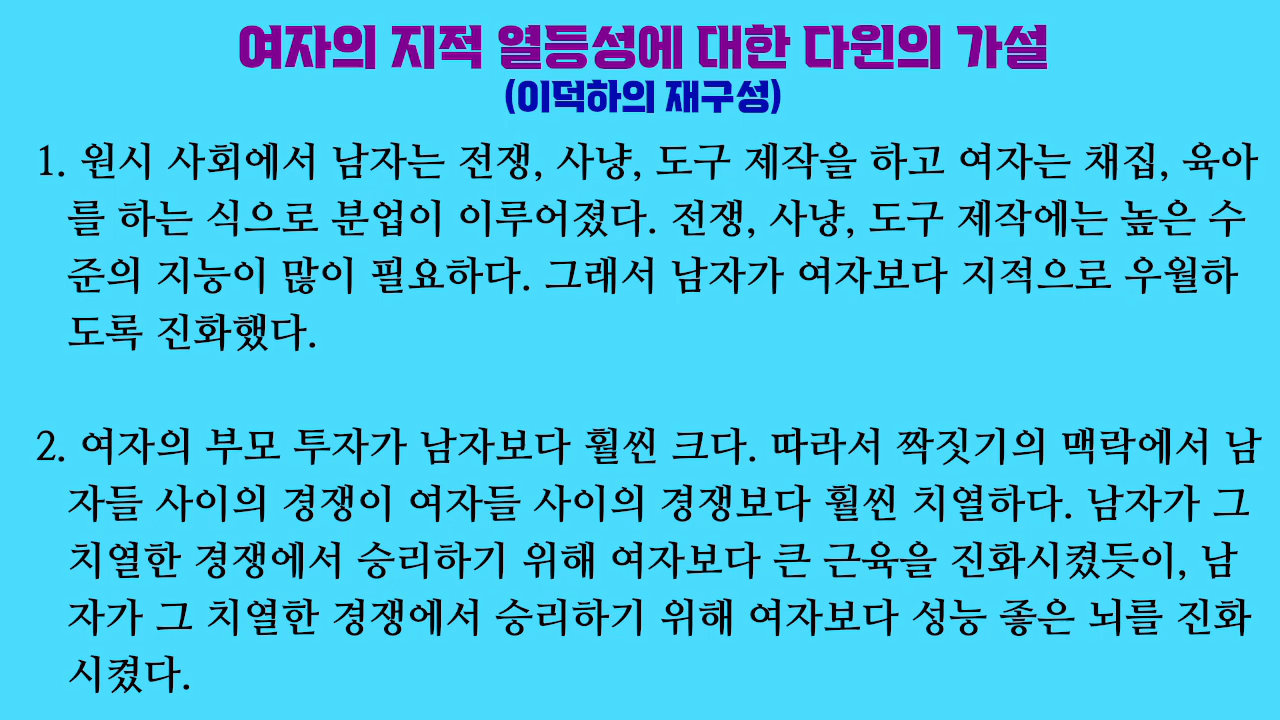 여자의 지적 열등성에 대한 다윈의 가설
(이덕하의 재구성)
1. 원시 사회에서 남자는 전쟁, 사냥, 도구 제작을 하고 여자는 채집, 육아
를 하는 식으로 분업이 이루어졌다. 전쟁, 사냥, 도구 제작에는 높은 수
준의 지능이 많이 필요하다. 그래서 남자가 여자보다 지적으로 우월하
도록 진화했다.
2. 여자의 부모 투자가 남자보다 훨씬 크다. 따라서 짝짓기의 맥락에서 남
자들 사이의 경쟁이 여자들 사이의 경쟁보다 훨씬 치열하다. 남자가 그
치열한 경쟁에서 승리하기 위해 여자보다 큰 근육을 진화시켰듯이, 남
자가 그 치열한 경쟁에서 승리하기 위해 여자보다 성능 좋은 뇌를 진화
시켰다.